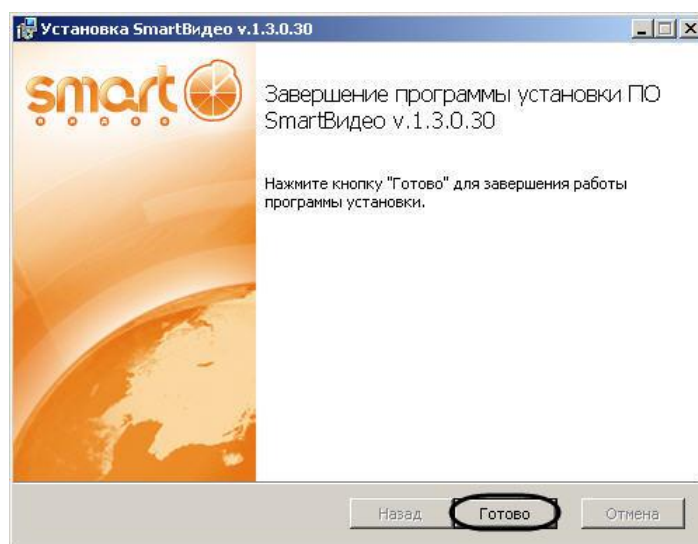 Установка SmartВидео v.1.3.0.30
smart
ВИДЕО
Завершение программы установки ПО
SmartВидео v.1.3.0.30
Нажмите кнопку "Готово" для завершения работы
программы установки.
Назад
Готово
Отмена